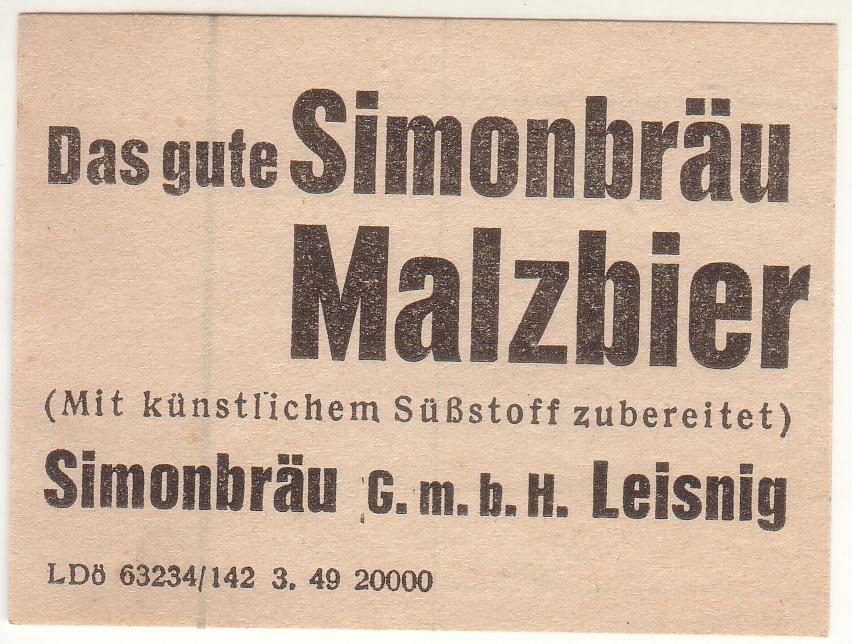 Das gute Simonbräu
Malzbier
(Mit künstlichem Süßstoff zubereitet)
Simonbräu G. m. b. H. Leisnig
LDö 63234/142 3. 49 20000